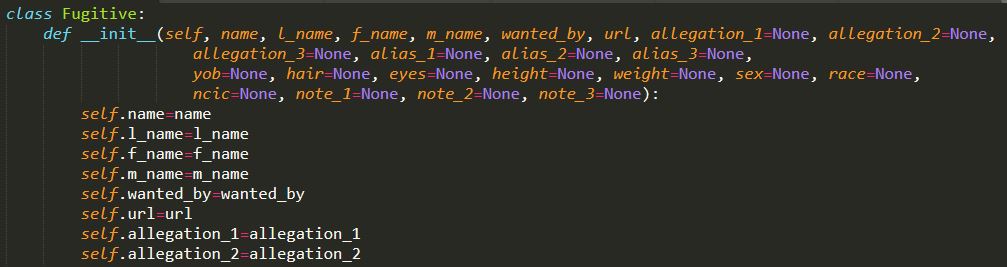 class Fugitive:
def __init__(self, name, l_name, f_name, m_name, wanted_by, url, allegation_1=None, allegation_2=None,
allegation_3=None, alias_1=None, alias_2=None, alias_3=None,
yob=None, hair=None, eyes=None, height=None, weight=None, sex=None, race=None,
ncic=None, note_1=None, note_2=None, note_3=None):
self.name=name
self.l_name=l_name
self.f_name=f_name
self.m_name=m_name
self.wanted_by=wanted_by
self.url=url
self.allegation_1=allegation_1
self.allegation_2=allegation_2